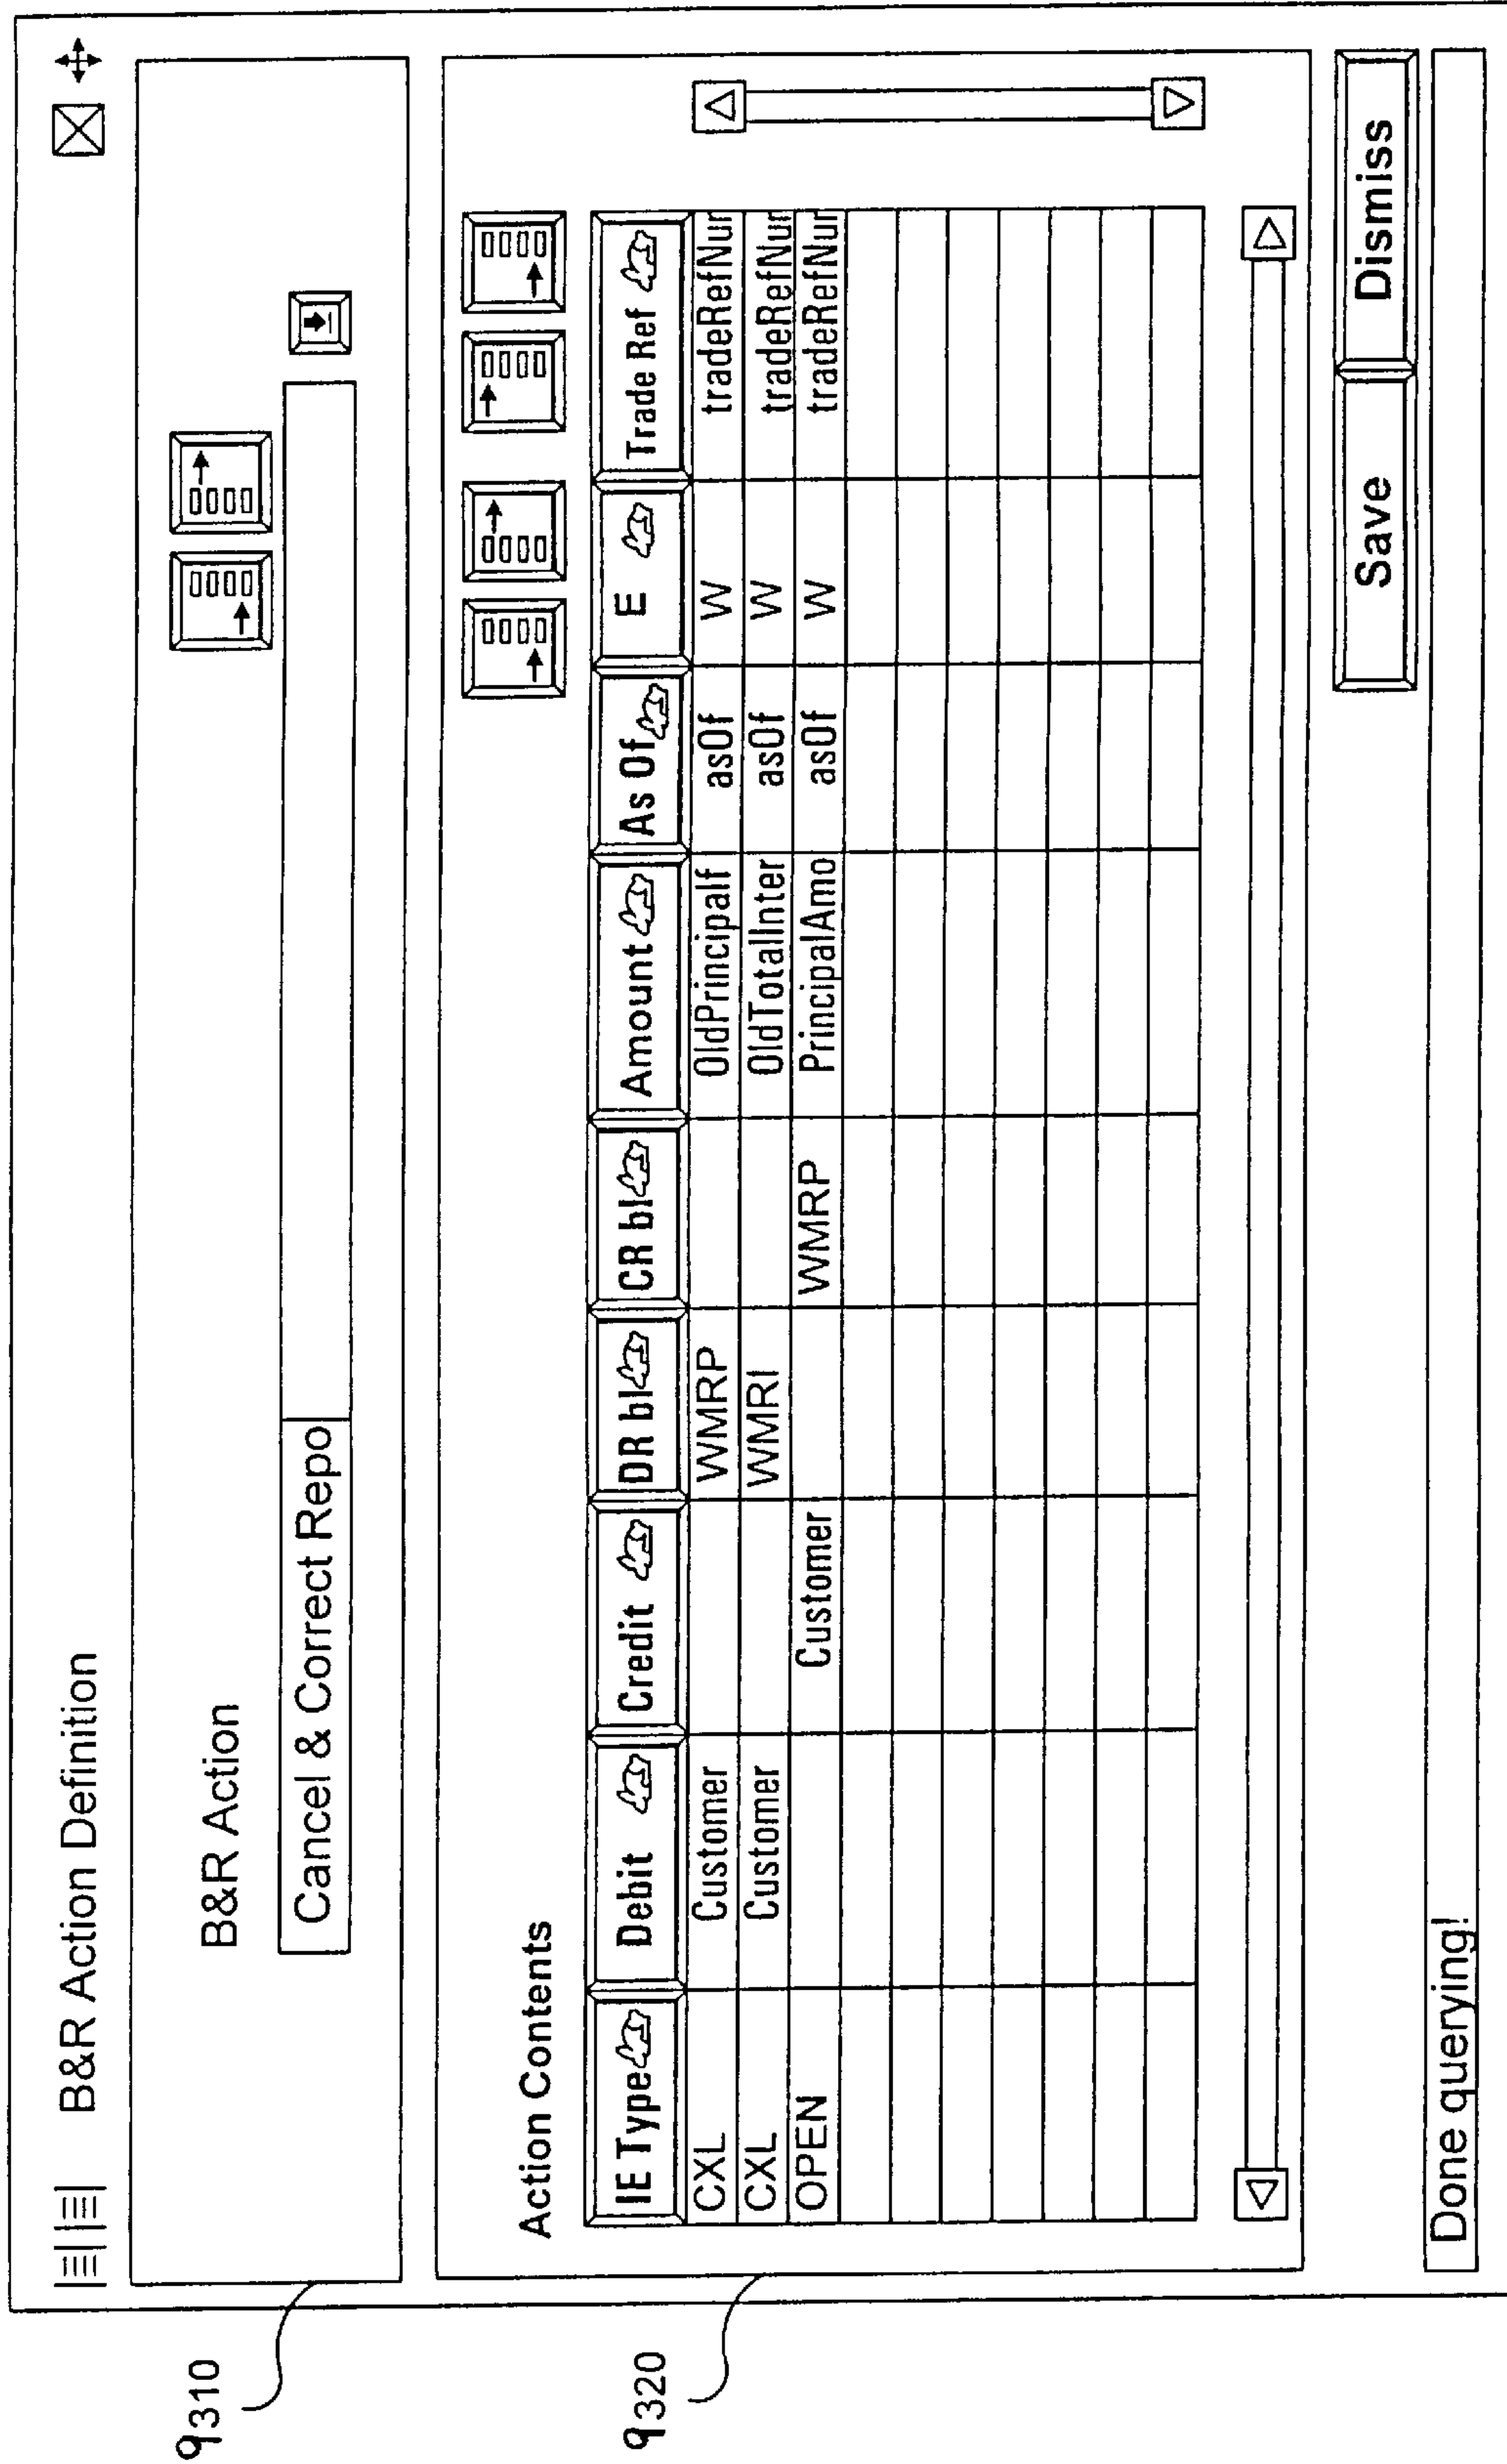 B&R Action Definition
9310
B&R Action
Cancel & Correct Repo
9320
Action Contents
IE Type Debit Credit DR bl CR bl Amount As Of E Trade Ref
CXL Customer WMRP OldPrincipalf asOf W tradeRefNur
CXL Customer WMRI OldTotalInter asOf W tradeRefNur
OPEN Customer WMRP PrincipalAmo asOf W tradeRefNur
Save Dismiss
Done querying!